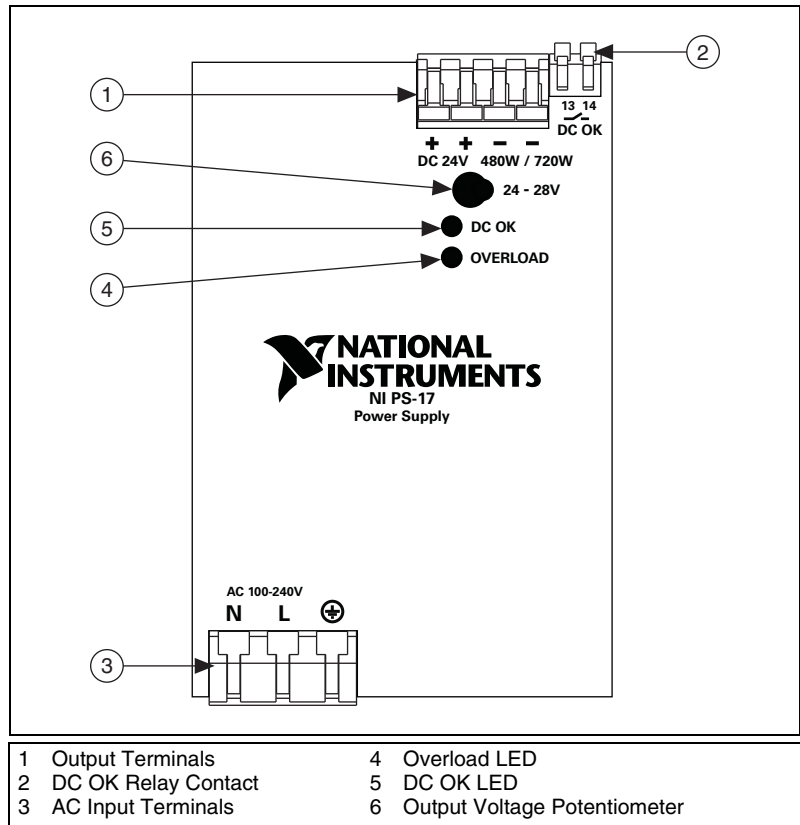 2
1
13 14
DC OK
+ + − −
DC 24V 480W / 720W
6
24 - 28V
5
DC OK
OVERLOAD
4
NATIONAL
INSTRUMENTS
NI PS-17
Power Supply
AC 100-240V
N L
3
1 Output Terminals
2 DC OK Relay Contact
3 AC Input Terminals
4 Overload LED
5 DC OK LED
6 Output Voltage Potentiometer